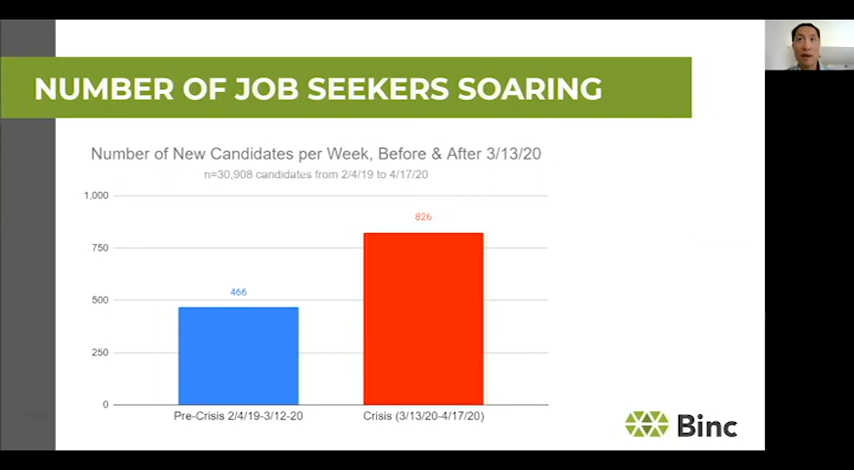 NUMBER OF JOB SEEKERS SOARING
Number of New Candidates per Week, Before & After 3/13/20
n=30,908 candidates from 2/4/19 to 4/17/20
1,000
826
750
466
500
250
0
Pre-Crisis 2/4/19-3/12-20
Crisis (3/13/20-4/17/20)
Binc